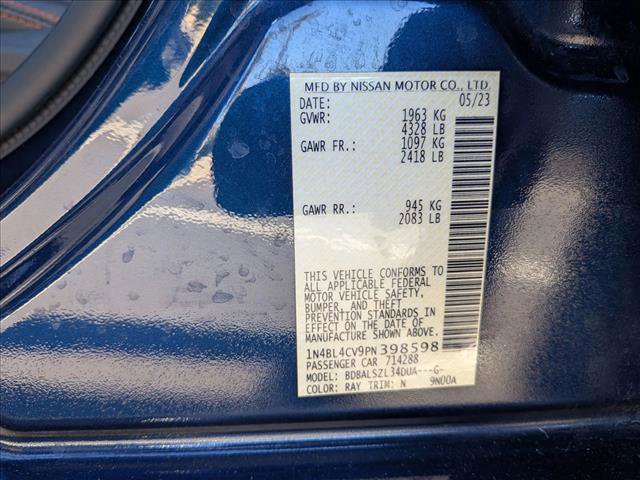 MFD BY NISSAN MOTOR CO., LTD
DATE: 05/23
GVWR: 1963 KG
4328 LB
GAWR FR.: 1097 KG
2418 LB
GAWR RR.: 945 KG
2083 LB
THIS VEHICLE CONFORMS TO
ALL APPLICABLE FEDERAL
MOTOR VEHICLE SAFETY,
BUMPER, AND THEFT
PREVENTION STANDARDS IN
EFFECT ON THE DATE OF
MANUFACTURE SHOWN ABOVE.
1N4BL4CV9PN398598
PASSENGER CAR 714288
MODEL: BDBALSZL34DUA---G-
COLOR: RAY TRIM: N 9N00A